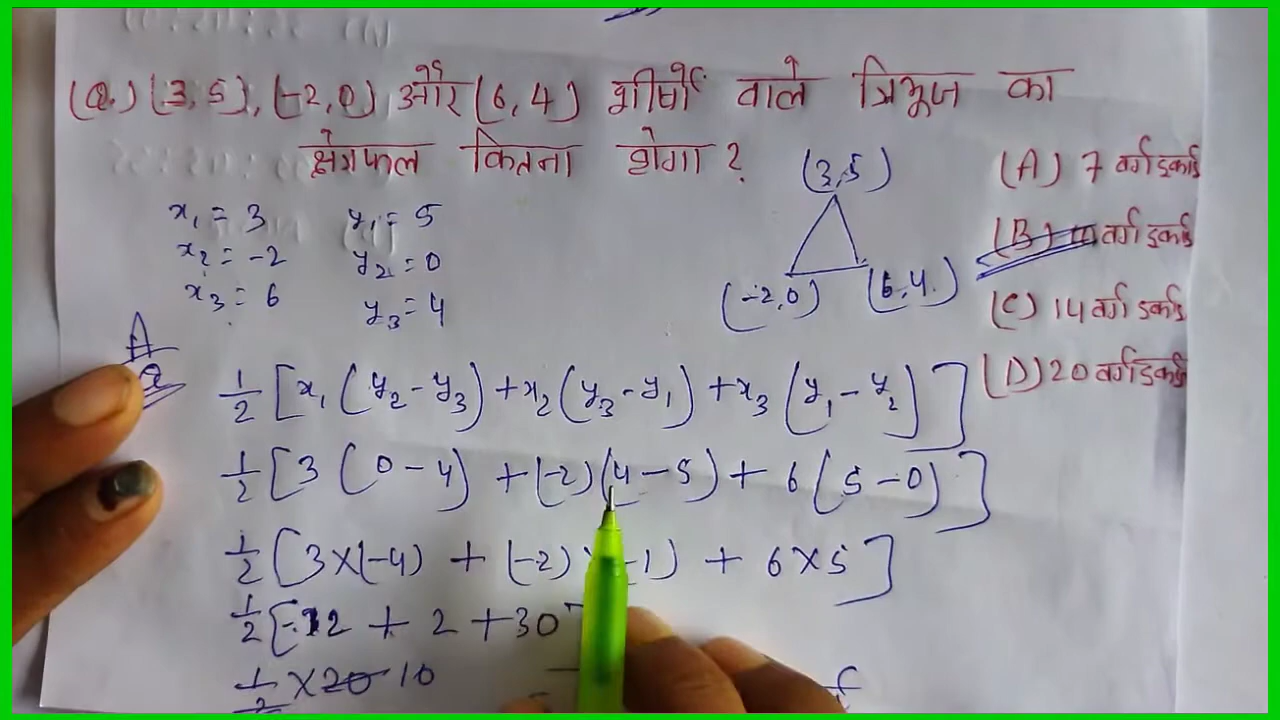 (Q.) (3, 5), (-2, 0) और (6, 4) शीर्षों वाले त्रिभूज का
क्षेत्रफल कितना होगा ?
(A) 7 वर्ग इकाई
(B) वर्ग इकाई
(C) 14 वर्ग इकाई
(D) 20 वर्ग इकाई
(3, 5)
(-2, 0) (6, 4)
x₁ = 3 y₁ = 5
x₂ = -2 y₂ = 0
x₃ = 6 y₃ = 4
1/2 [x₁ (y₂ - y₃) + x₂ (y₃ - y₁) + x₃ (y₁ - y₂)]
1/2 [3 (0 - 4) + (-2) (4 - 5) + 6 (5 - 0)]
1/2 [3×(-4) + (-2) -1) + 6×5]
1/2 [-12 + 2 + 30
1/2 × 20 10